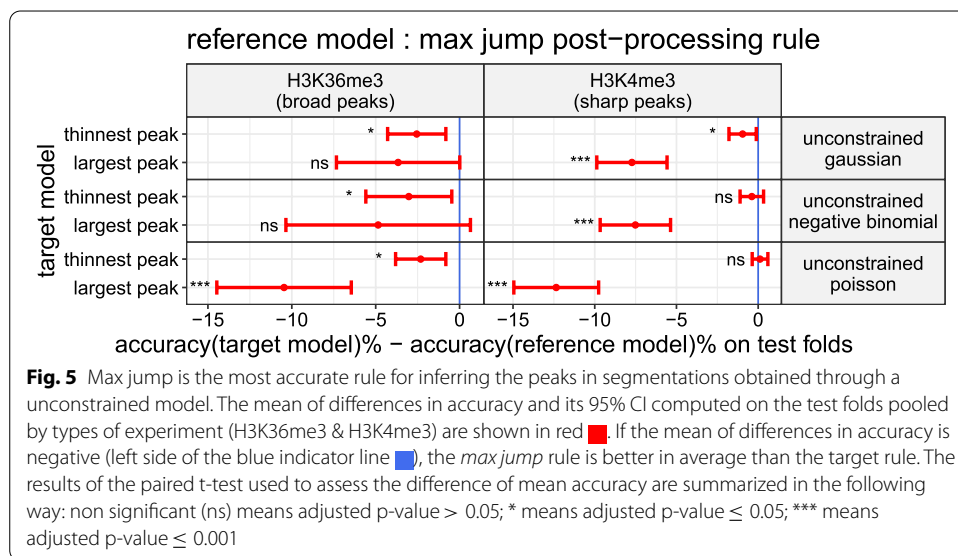 reference model : max jump post−processing rule
H3K36me3
(broad peaks)
H3K4me3
(sharp peaks)
target model
thinnest peak
*
*
unconstrained
gaussian
largest peak
ns
***
thinnest peak
*
ns
unconstrained
negative binomial
largest peak
ns
***
thinnest peak
*
ns
unconstrained
poisson
largest peak
***
***
−15 −10 −5 0 −15 −10 −5 0
accuracy(target model)% − accuracy(reference model)% on test folds
Fig. 5 Max jump is the most accurate rule for inferring the peaks in segmentations obtained through a
unconstrained model. The mean of differences in accuracy and its 95% CI computed on the test folds pooled
by types of experiment (H3K36me3 & H3K4me3) are shown in red . If the mean of differences in accuracy is
negative (left side of the blue indicator line ), the max jump rule is better in average than the target rule. The
results of the paired t-test used to assess the difference of mean accuracy are summarized in the following
way: non significant (ns) means adjusted p-value > 0.05; * means adjusted p-value ≤ 0.05; *** means
adjusted p-value ≤ 0.001